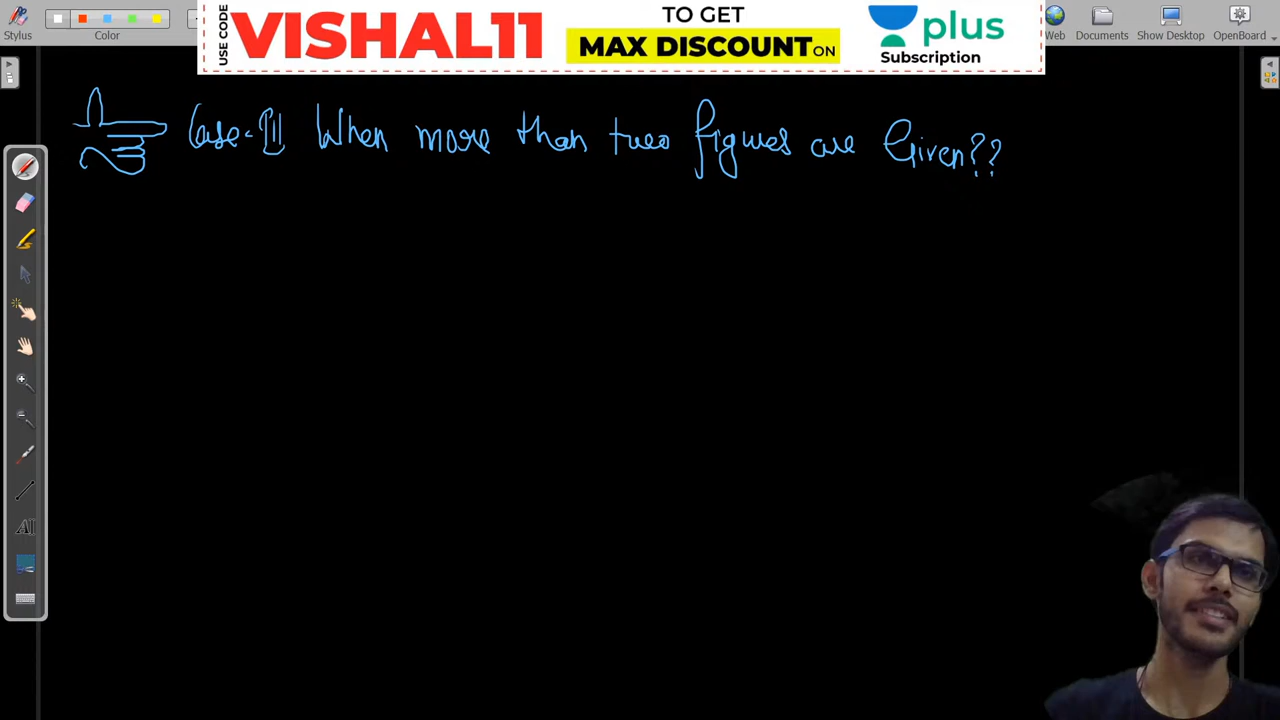 USE CODE
VISHAL11
TO GET
MAX DISCOUNT ON
plus
Subscription
Stylus
Color
Web
Documents
Show Desktop
OpenBoard
Case-II When more than two figures are Given??